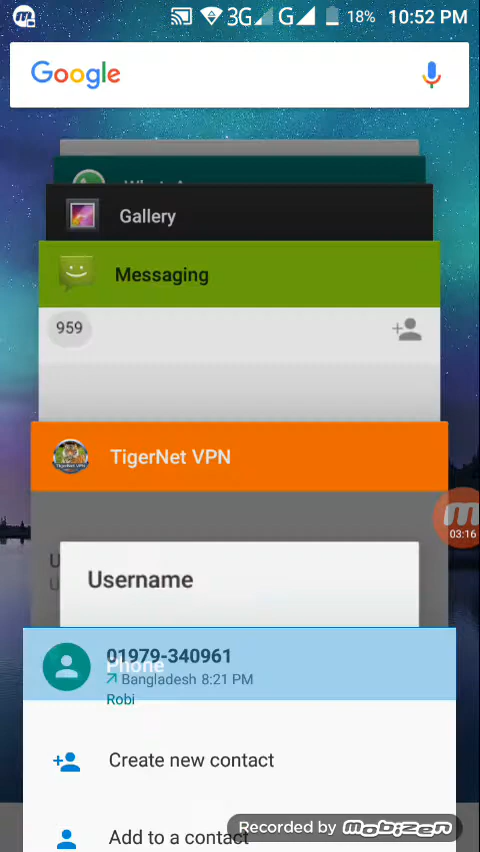 3G G 18% 10:52 PM
Google
Gallery
Messaging
959
TigerNet VPN
03:16
Username
01979-340961
Phone
Bangladesh 8:21 PM
Robi
Create new contact
Add to a contact
Recorded by mobizen